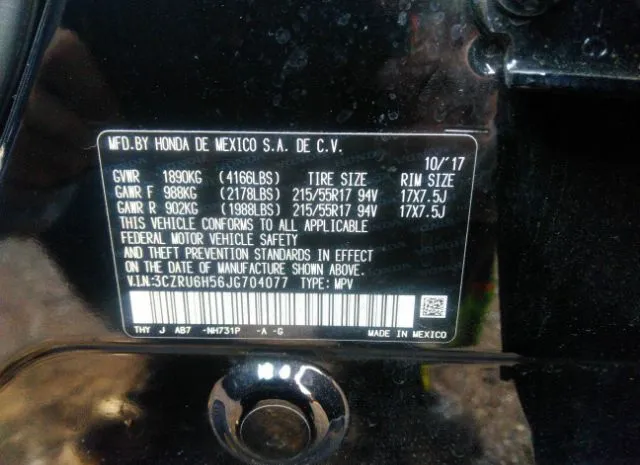 MFD.BY HONDA DE MEXICO S.A. DE C.V.
10/'17
GVWR 1890KG (4166LBS) TIRE SIZE RIM SIZE
GAWR F 988KG (2178LBS) 215/55R17 94V 17X7.5J
GAWR R 902KG (1988LBS) 215/55R17 94V 17X7.5J
THIS VEHICLE CONFORMS TO ALL APPLICABLE
FEDERAL MOTOR VEHICLE SAFETY
AND THEFT PREVENTION STANDARDS IN EFFECT
ON THE DATE OF MANUFACTURE SHOWN ABOVE.
V.I.N:3CZRU6H56JG704077 TYPE: MPV
THY J AB7 -NH731P -A -G MADE IN MEXICO